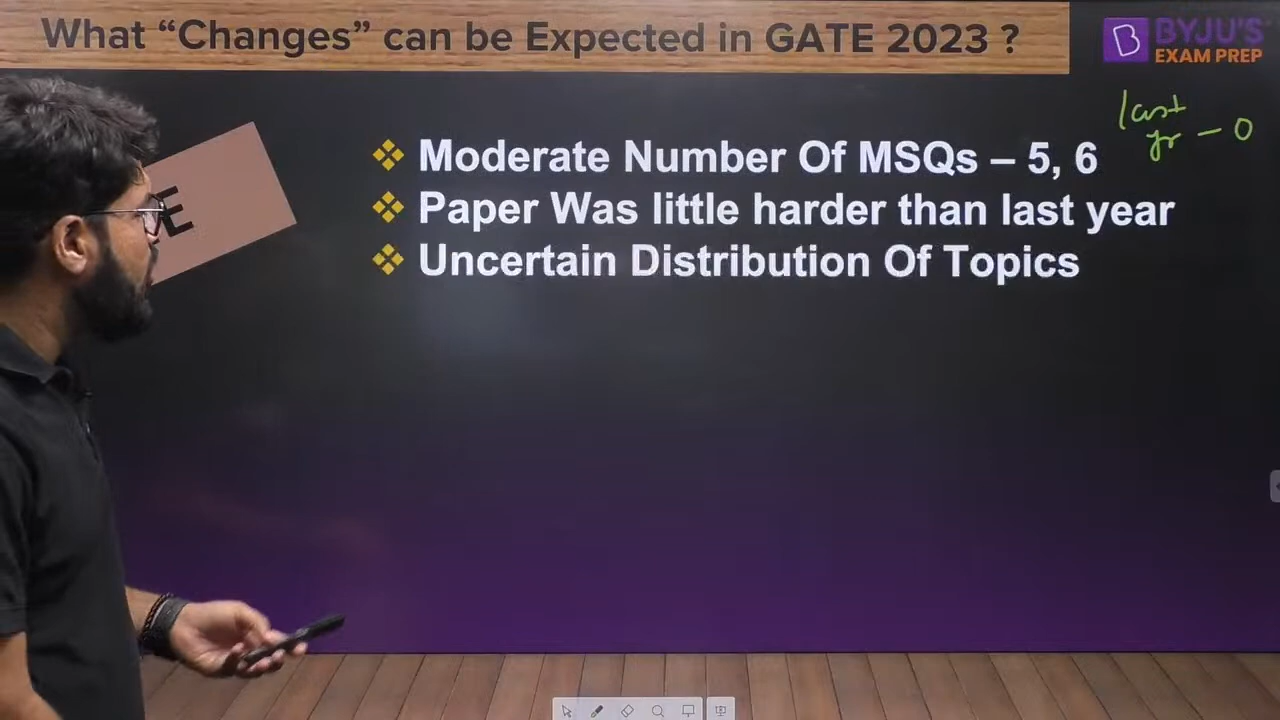 What “Changes” can be Expected in GATE 2023 ?
BYJU'S
EXAM PREP
last
yr – 0
❖ Moderate Number Of MSQs – 5, 6
❖ Paper Was little harder than last year
❖ Uncertain Distribution Of Topics
E